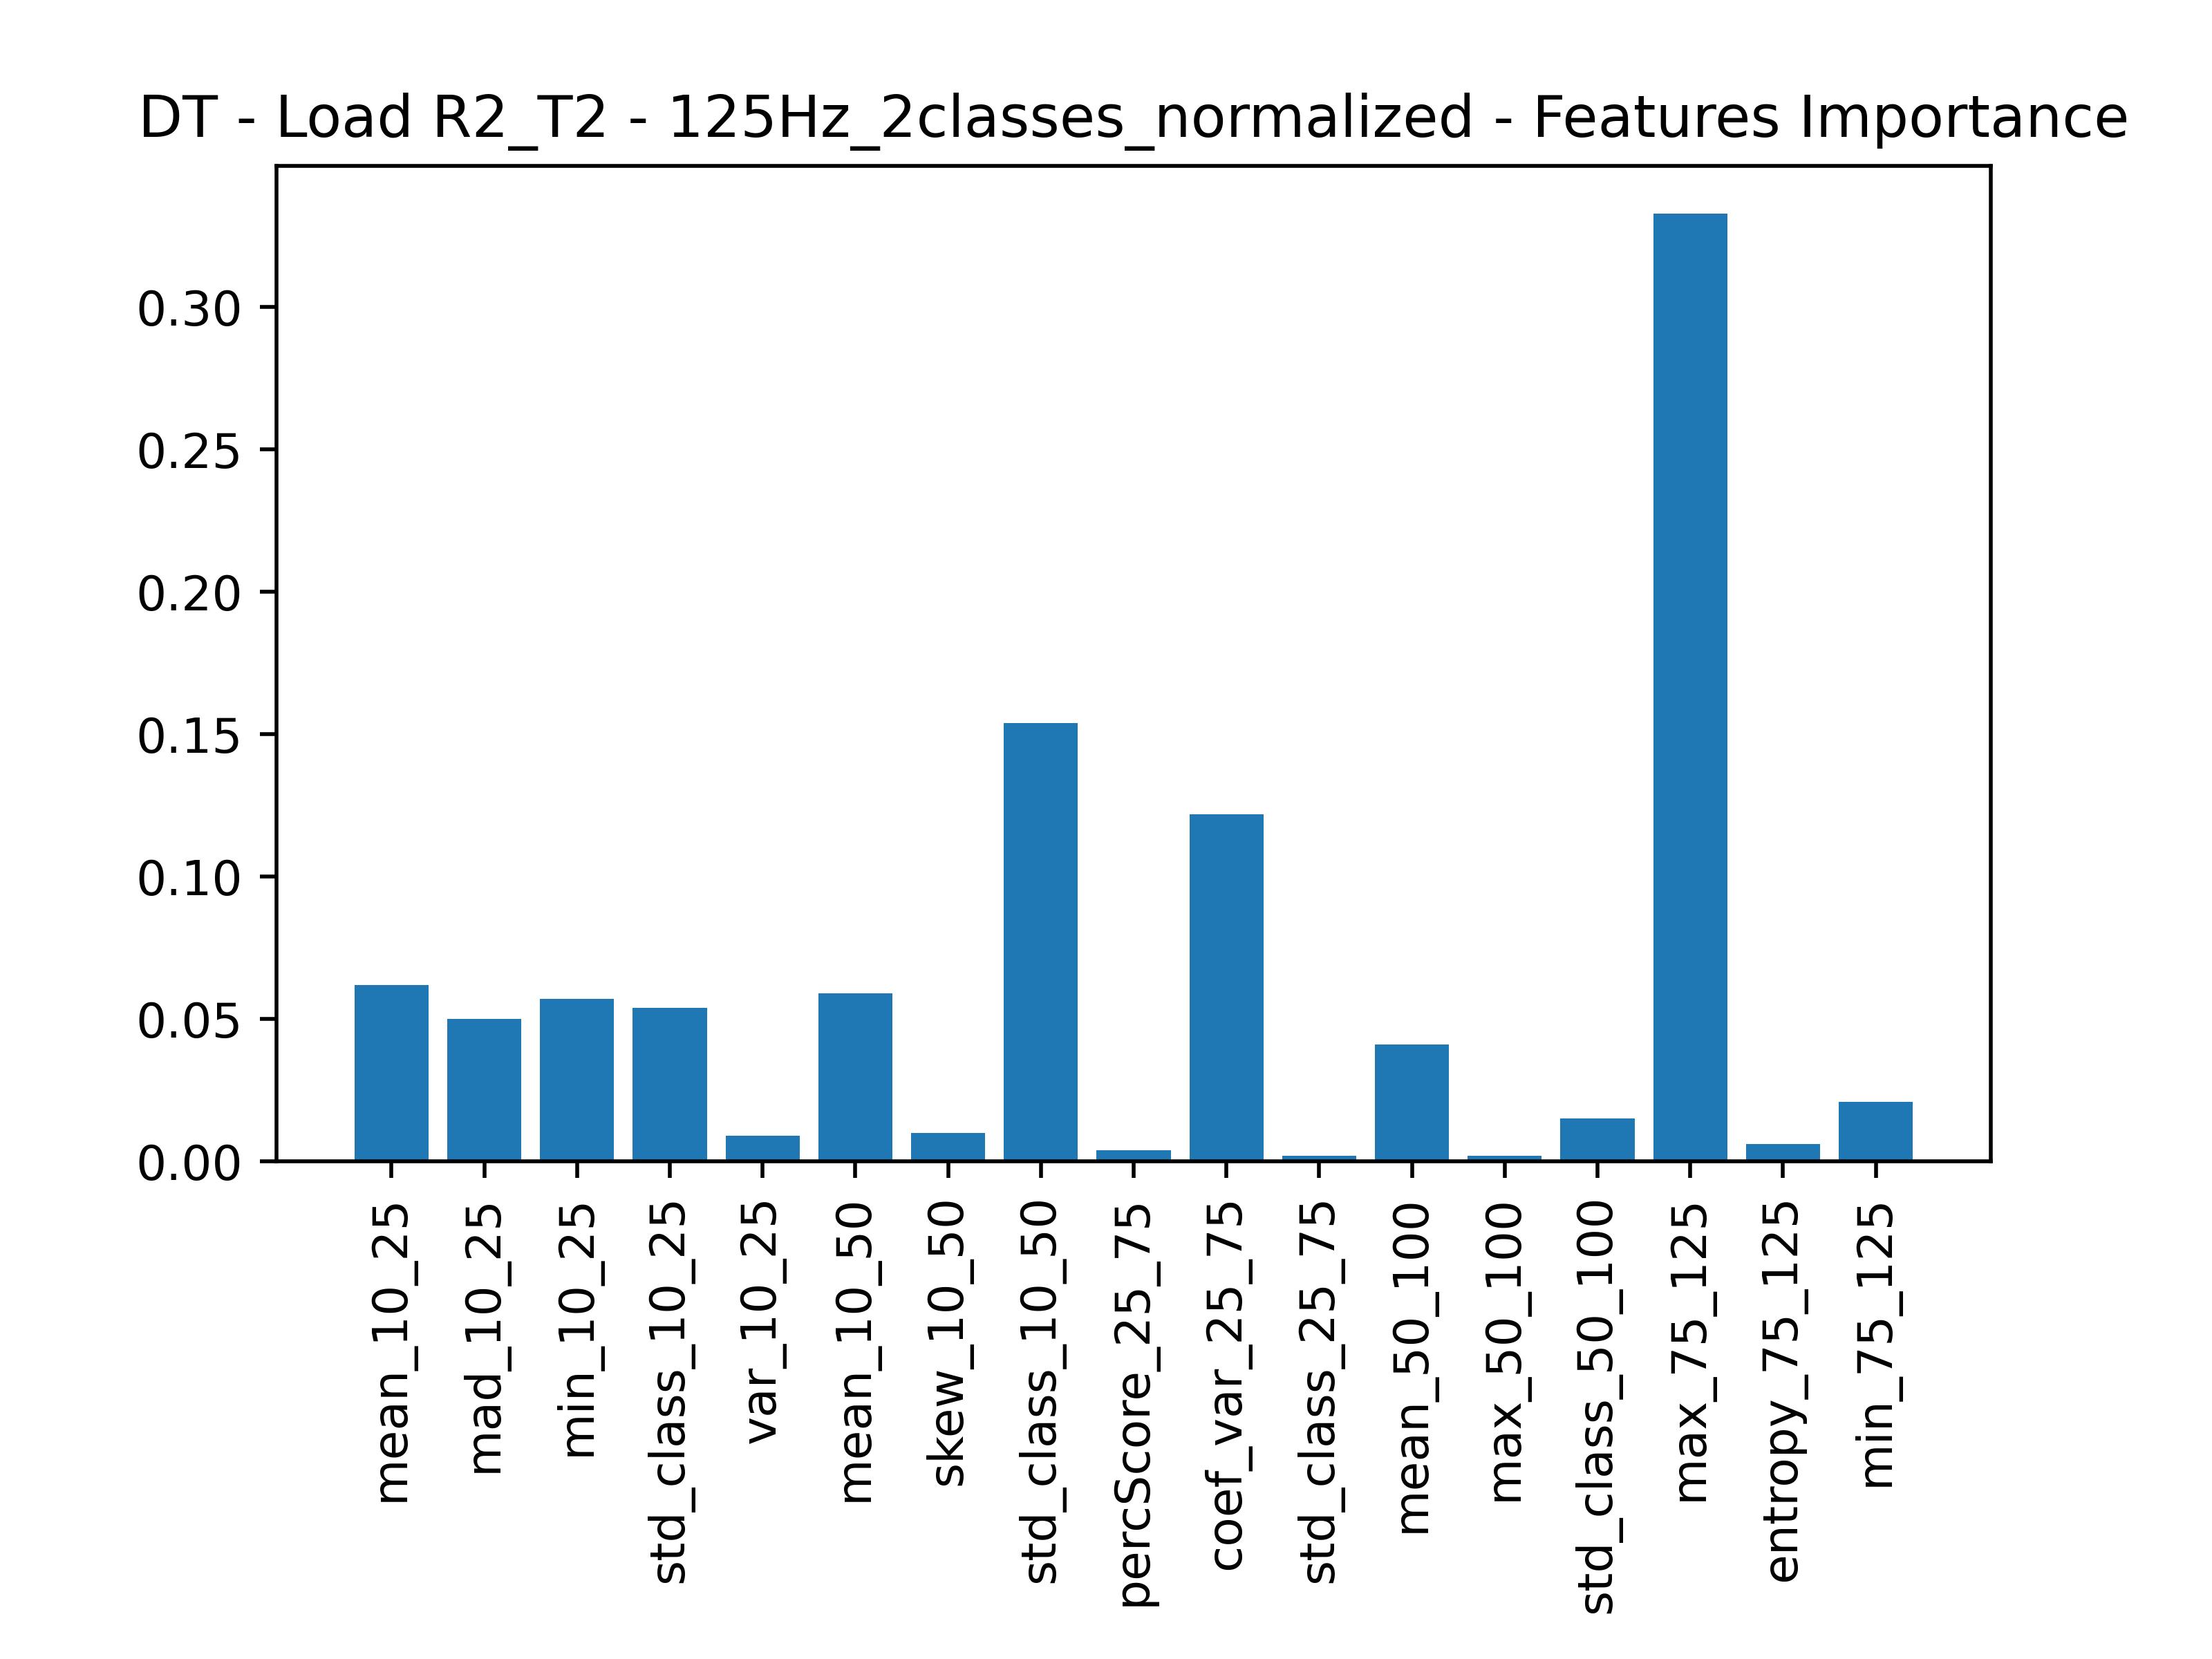 DT - Load R2_T2 - 125Hz_2classes_normalized - Features Importance
0.30
0.25
0.20
0.15
0.10
0.05
0.00
mean_10_25
mad_10_25
min_10_25
std_class_10_25
var_10_25
mean_10_50
skew_10_50
std_class_10_50
percScore_25_75
coef_var_25_75
std_class_25_75
mean_50_100
max_50_100
std_class_50_100
max_75_125
entropy_75_125
min_75_125